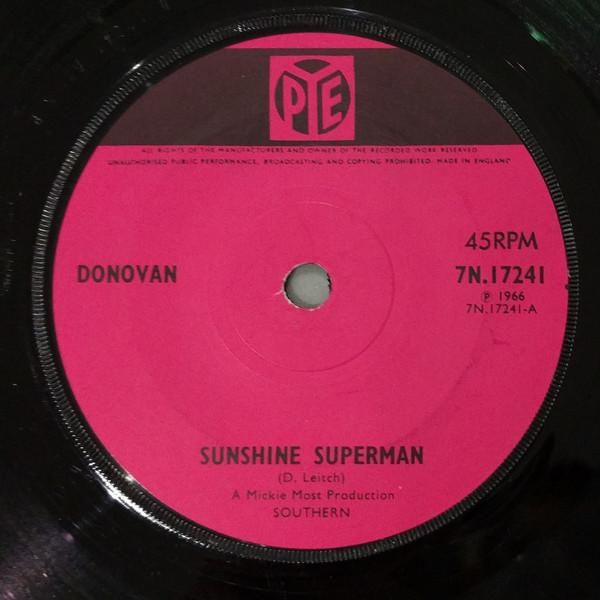 PYE
ALL RIGHTS OF THE MANUFACTURERS AND OWNER OF THE RECORDED WORK RESERVED
UNAUTHORISED PUBLIC PERFORMANCE, BROADCASTING AND COPYING PROHIBITED. MADE IN ENGLAND
45RPM
DONOVAN
7N.17241
℗ 1966
7N.17241-A
SUNSHINE SUPERMAN
(D. Leitch)
A Mickie Most Production
SOUTHERN